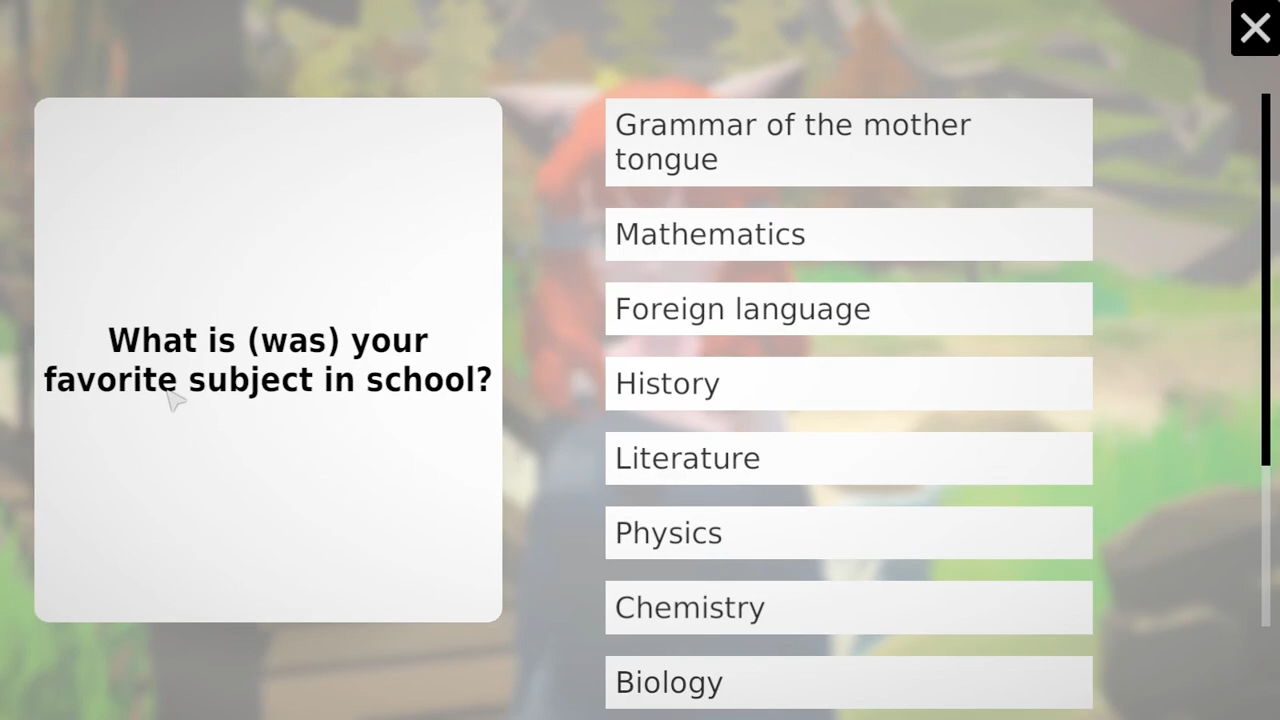 What is (was) your
favorite subject in school?
Grammar of the mother
tongue
Mathematics
Foreign language
History
Literature
Physics
Chemistry
Biology